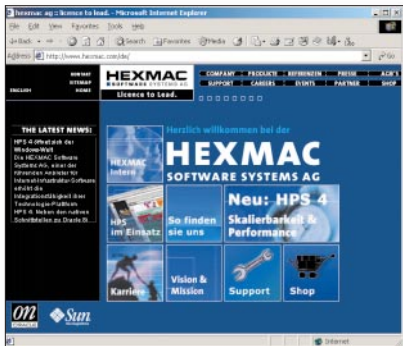 hexmac ag :: licence to lead. - Microsoft Internet Explorer
File Edit View Favorites Tools Help
Back Search Favorites Media
Address http://www.hexmac.com/de/ Go
KONTAKT
SITEMAP
ENGLISH HOME
HEXMAC
SOFTWARE SYSTEMS AG
Licence to Lead.
COMPANY PRODUCTS REFERENZEN PRESSE AGB'S
SUPPORT CAREERS EVENTS PARTNER SHOP
THE LATEST NEWS:
HPS 4 öffnet sich der
Windows-Welt
Die HEXMAC Software
Systems AG, einer der
führenden Anbieter für
Internet-Infrastruktur-Software
erhöht die
Integrationsfähigkeit ihrer
Technologie-Plattform
HPS 4. Neben den nativen
Schnittstellen zu Oracle 8i
Herzlich willkommen bei der
HEXMAC
SOFTWARE SYSTEMS AG
HEXMAC
Intern
HPS
im Einsatz
So finden
sie uns
Neu: HPS 4
Skalierbarkeit &
Performance
Karriere
Vision &
Mission
Support
Shop
on
ORACLE
Sun
Internet